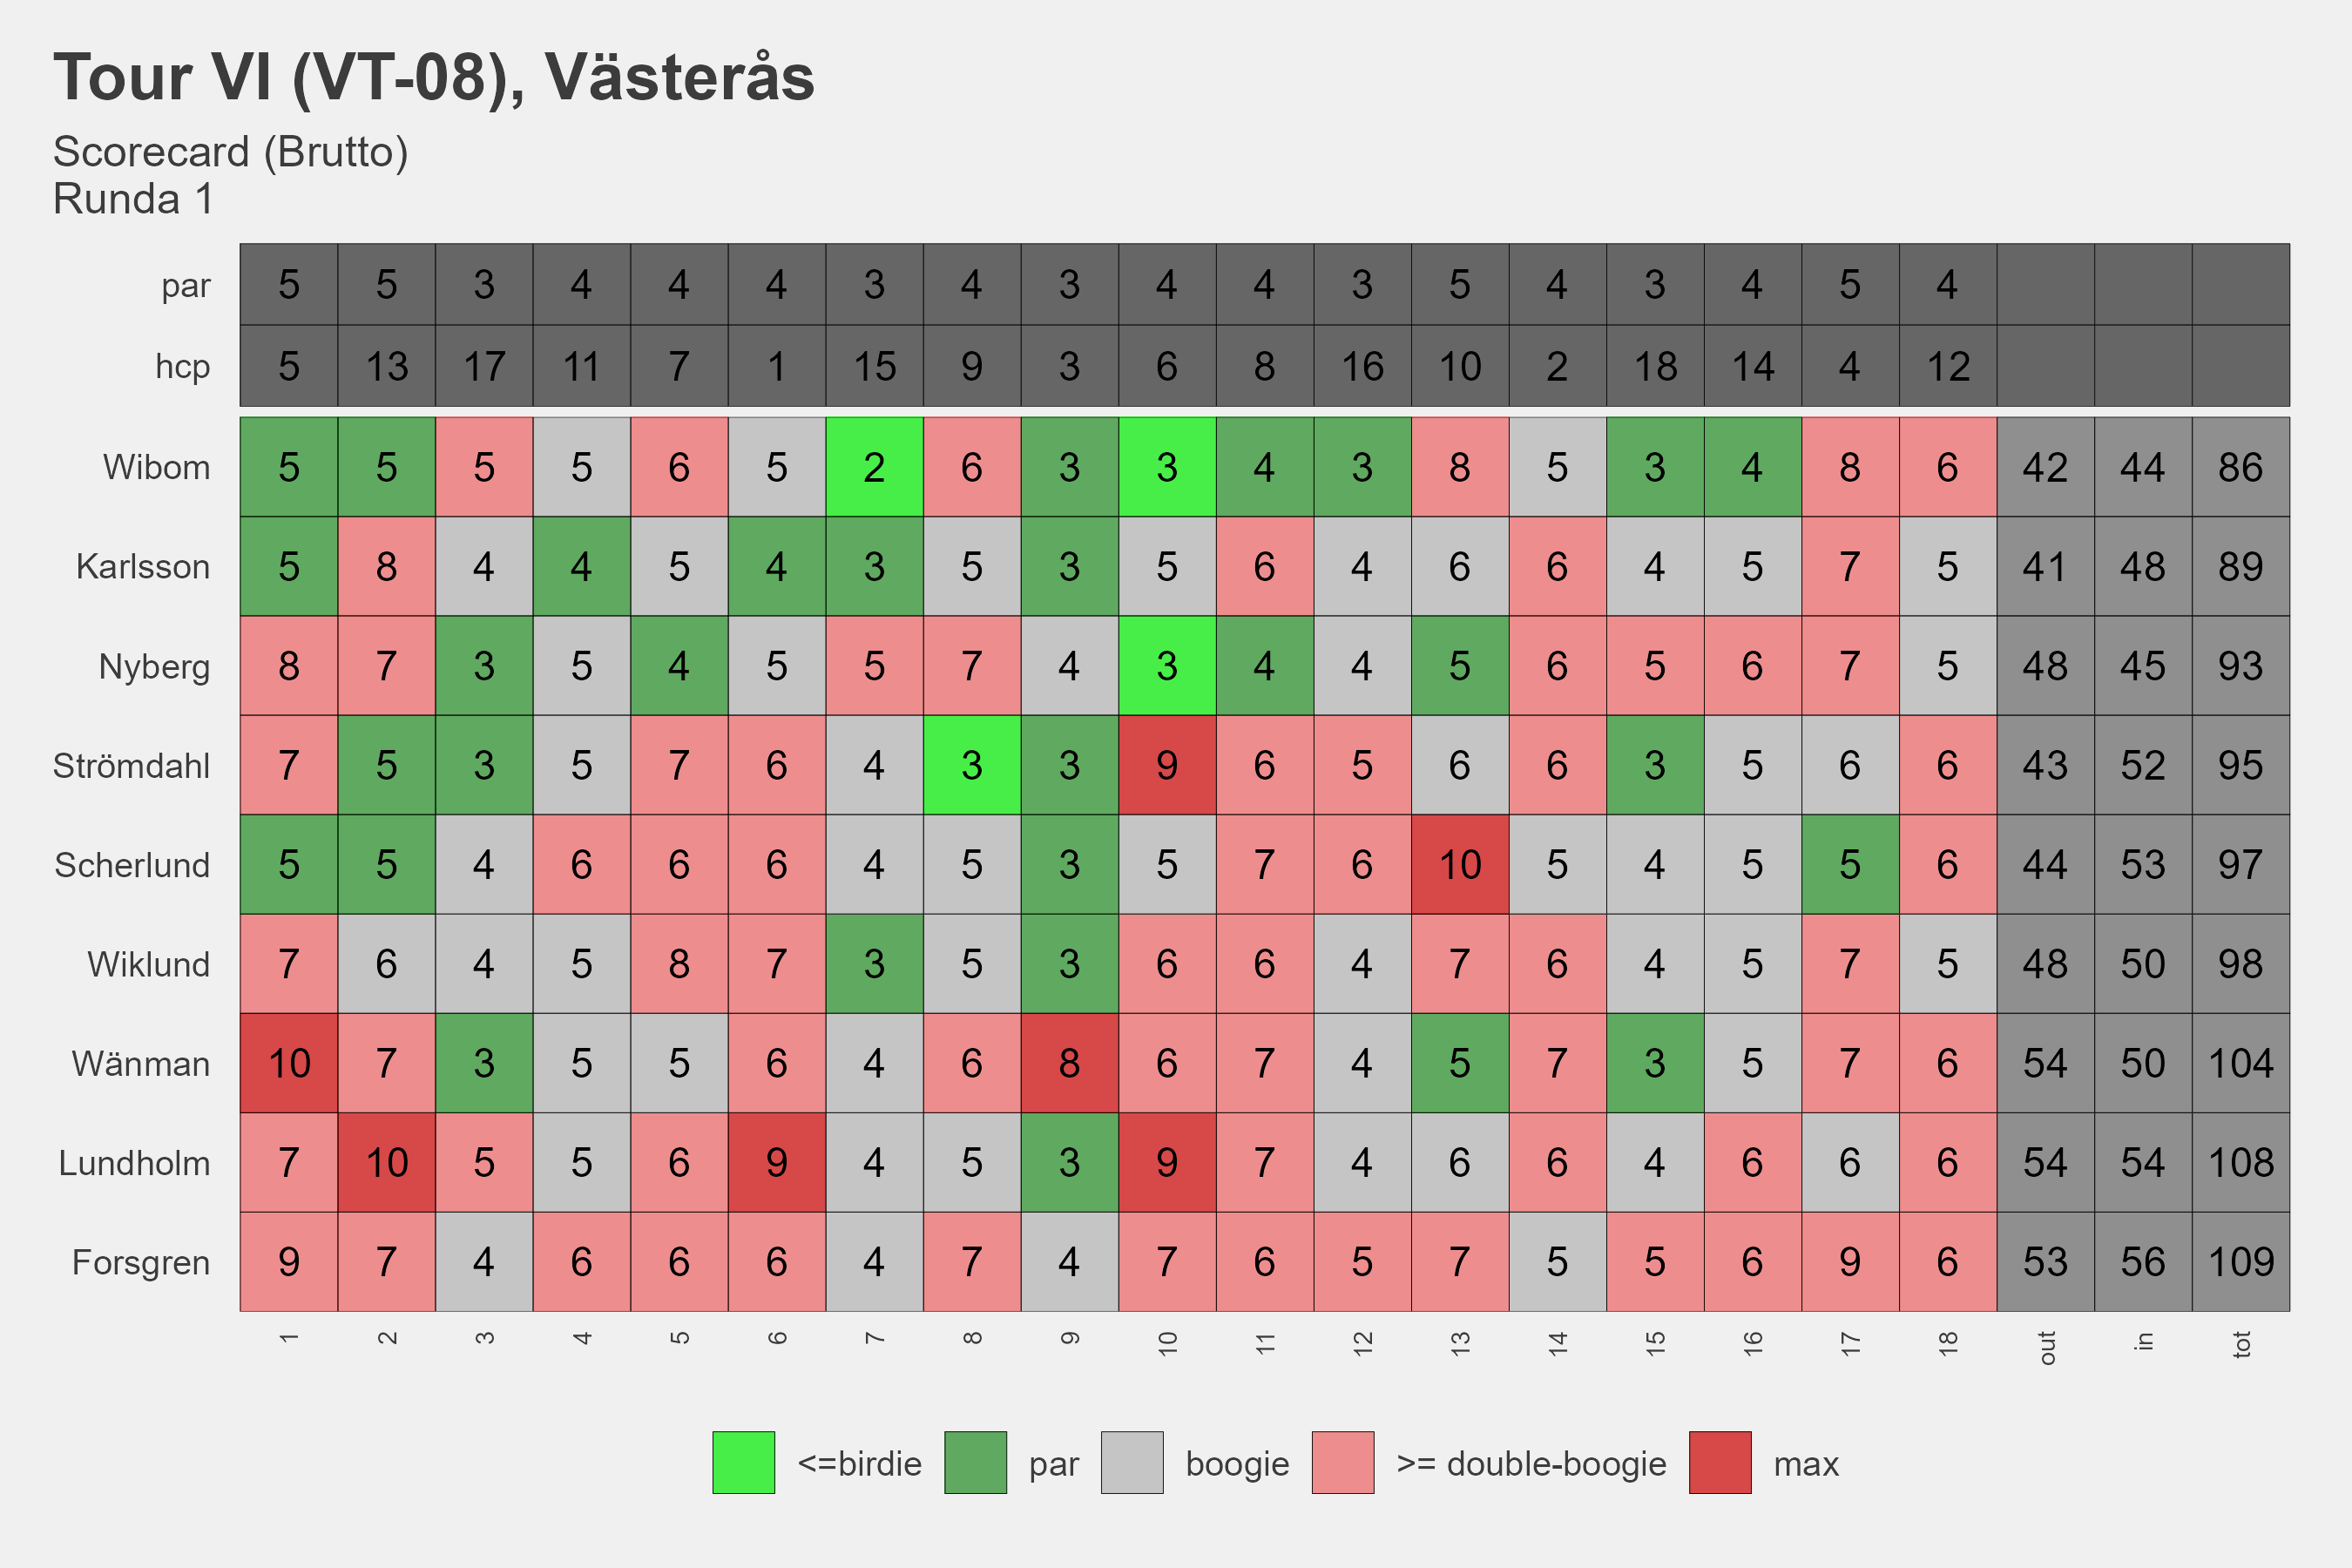 Tour VI (VT-08), Västerås
Scorecard (Brutto)
Runda 1
par 5 5 3 4 4 4 3 4 3 4 4 3 5 4 3 4 5 4
hcp 5 13 17 11 7 1 15 9 3 6 8 16 10 2 18 14 4 12
Wibom 5 5 5 5 6 5 2 6 3 3 4 3 8 5 3 4 8 6 42 44 86
Karlsson 5 8 4 4 5 4 3 5 3 5 6 4 6 6 4 5 7 5 41 48 89
Nyberg 8 7 3 5 4 5 5 7 4 3 4 4 5 6 5 6 7 5 48 45 93
Strömdahl 7 5 3 5 7 6 4 3 3 9 6 5 6 6 3 5 6 6 43 52 95
Scherlund 5 5 4 6 6 6 4 5 3 5 7 6 10 5 4 5 5 6 44 53 97
Wiklund 7 6 4 5 8 7 3 5 3 6 6 4 7 6 4 5 7 5 48 50 98
Wänman 10 7 3 5 5 6 4 6 8 6 7 4 5 7 3 5 7 6 54 50 104
Lundholm 7 10 5 5 6 9 4 5 3 9 7 4 6 6 4 6 6 6 54 54 108
Forsgren 9 7 4 6 6 6 4 7 4 7 6 5 7 5 5 6 9 6 53 56 109
1 2 3 4 5 6 7 8 9 10 11 12 13 14 15 16 17 18 out in tot
<=birdie par boogie >= double-boogie max